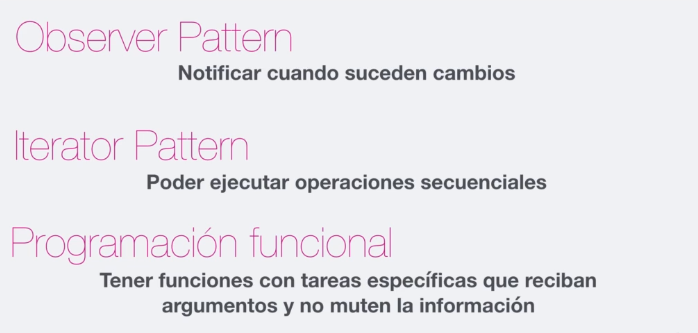 Observer Pattern
Notificar cuando suceden cambios
Iterator Pattern
Poder ejecutar operaciones secuenciales
Programación funcional
Tener funciones con tareas específicas que reciban
argumentos y no muten la información